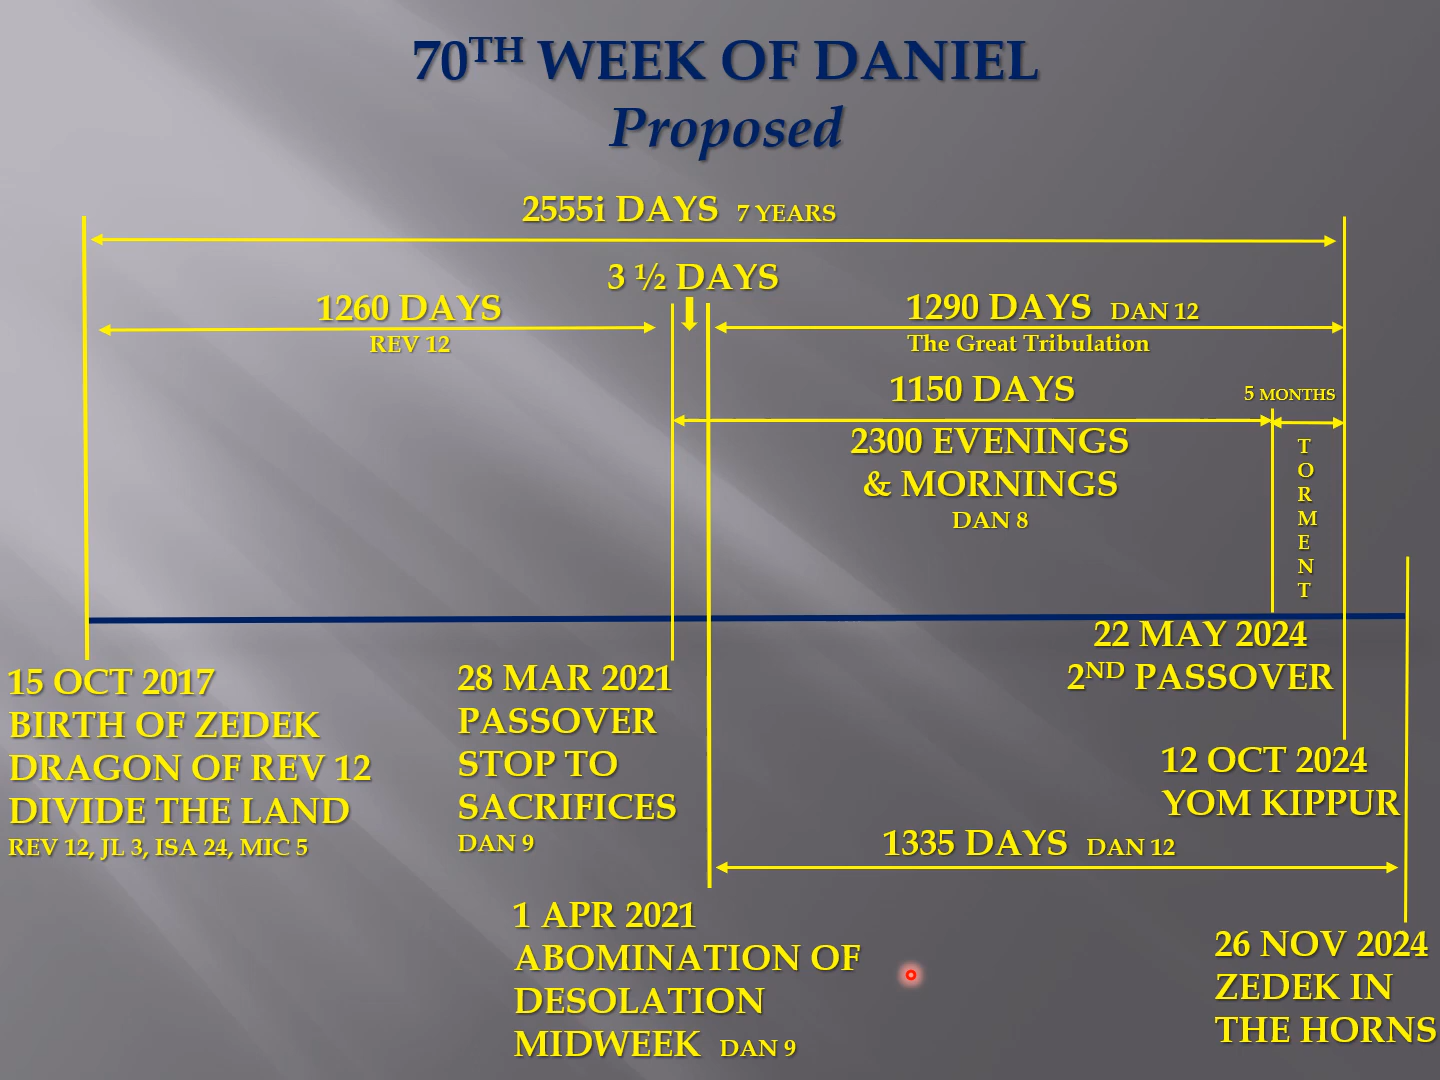 70TH WEEK OF DANIEL
Proposed
2555i DAYS 7 YEARS
3 ½ DAYS
1260 DAYS
REV 12
1290 DAYS DAN 12
The Great Tribulation
1150 DAYS
5 MONTHS
2300 EVENINGS
& MORNINGS
DAN 8
T
O
R
M
E
N
T
22 MAY 2024
2ND PASSOVER
15 OCT 2017
BIRTH OF ZEDEK
DRAGON OF REV 12
DIVIDE THE LAND
REV 12, JL 3, ISA 24, MIC 5
28 MAR 2021
PASSOVER
STOP TO
SACRIFICES
DAN 9
12 OCT 2024
YOM KIPPUR
1335 DAYS DAN 12
1 APR 2021
ABOMINATION OF
DESOLATION
MIDWEEK DAN 9
26 NOV 2024
ZEDEK IN
THE HORNS